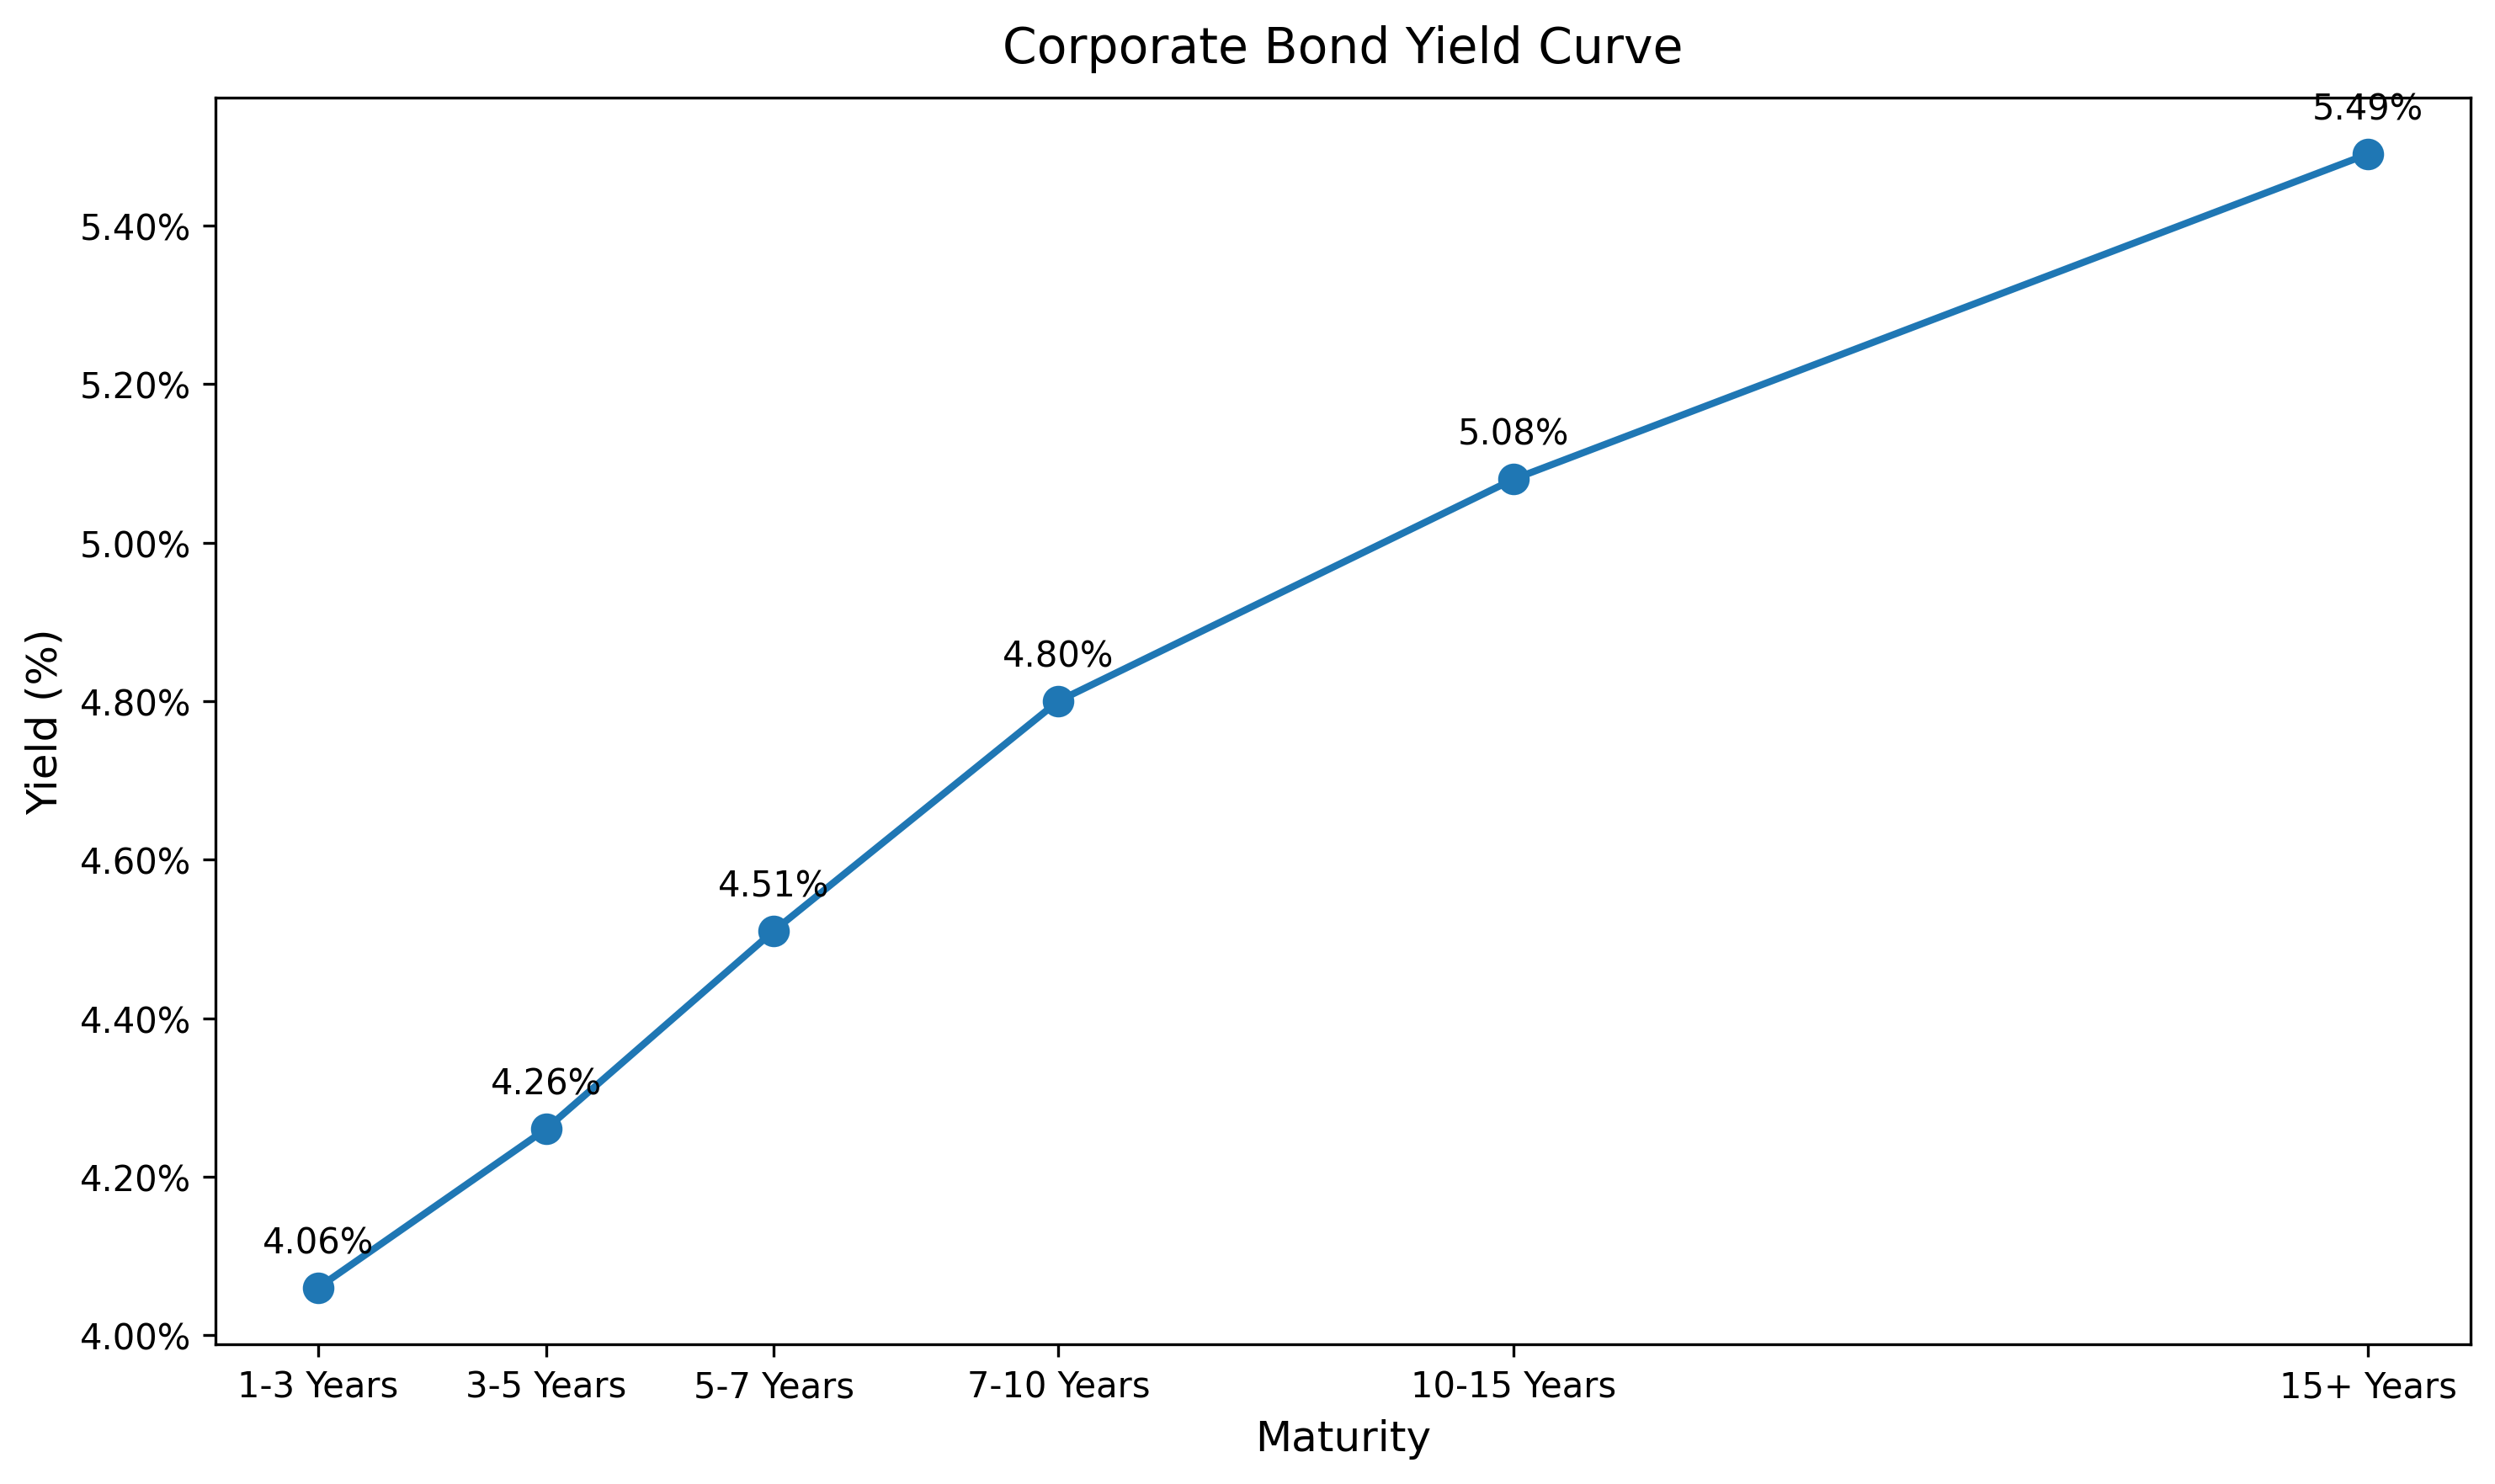 Corporate Bond Yield Curve
5.49%
5.40%
5.20%
5.08%
5.00%
4.80%
4.80%
4.60%
4.51%
4.40%
4.26%
4.20%
4.06%
4.00%
Yield (%)
1-3 Years
3-5 Years
5-7 Years
7-10 Years
10-15 Years
15+ Years
Maturity